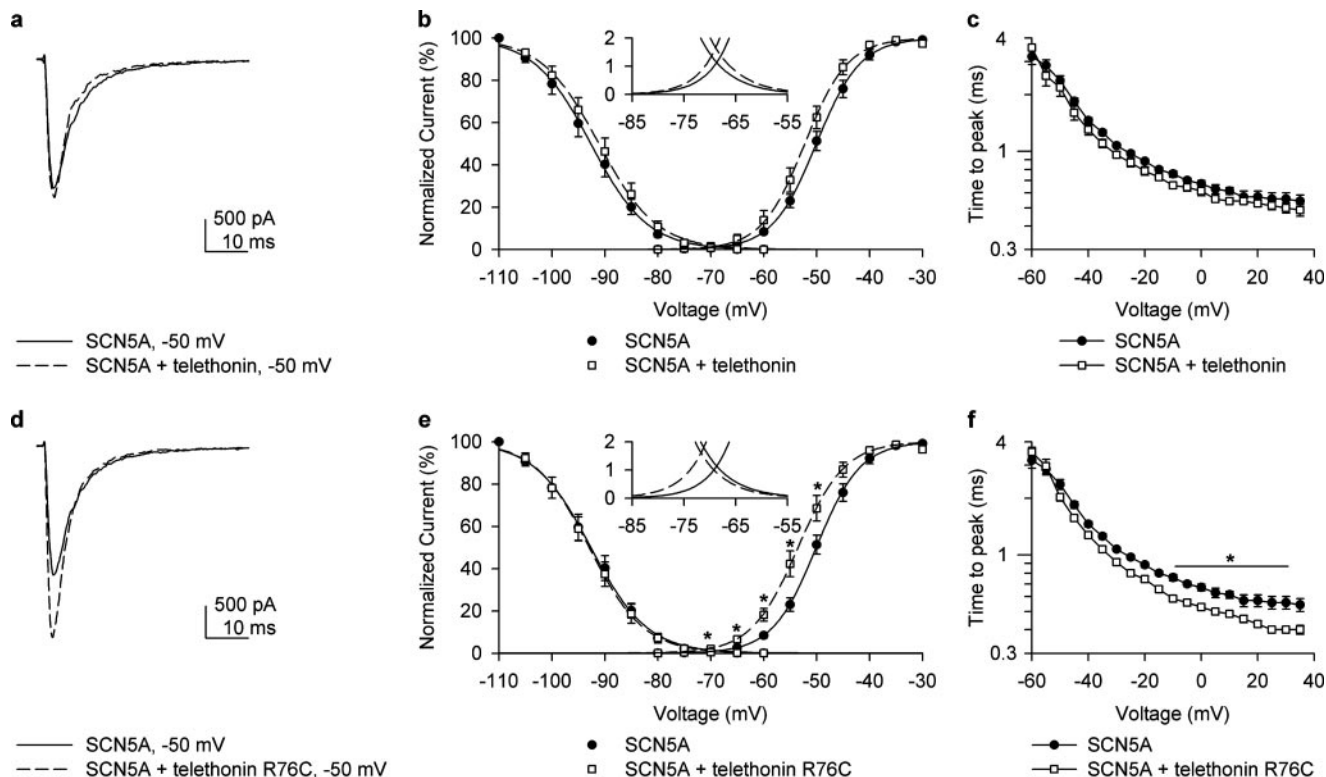 a
500 pA
10 ms
SCN5A, -50 mV
SCN5A + telethonin, -50 mV
b
Normalized Current (%)
100
80
60
40
20
0
2
1
0
-85 -75 -65 -55
-110 -100 -90 -80 -70 -60 -50 -40 -30
Voltage (mV)
SCN5A
SCN5A + telethonin
c
Time to peak (ms)
4
1
0.3
-60 -40 -20 0 20 40
Voltage (mV)
SCN5A
SCN5A + telethonin
d
500 pA
10 ms
SCN5A, -50 mV
SCN5A + telethonin R76C, -50 mV
e
Normalized Current (%)
100
80
60
40
20
0
2
1
0
-85 -75 -65 -55
* * * * *
-110 -100 -90 -80 -70 -60 -50 -40 -30
Voltage (mV)
SCN5A
SCN5A + telethonin R76C
f
Time to peak (ms)
4
1
0.3
*
-60 -40 -20 0 20 40
Voltage (mV)
SCN5A
SCN5A + telethonin R76C